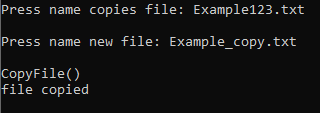 Press name copies file: Example123.txt
Press name new file: Example_copy.txt
CopyFile()
file copied